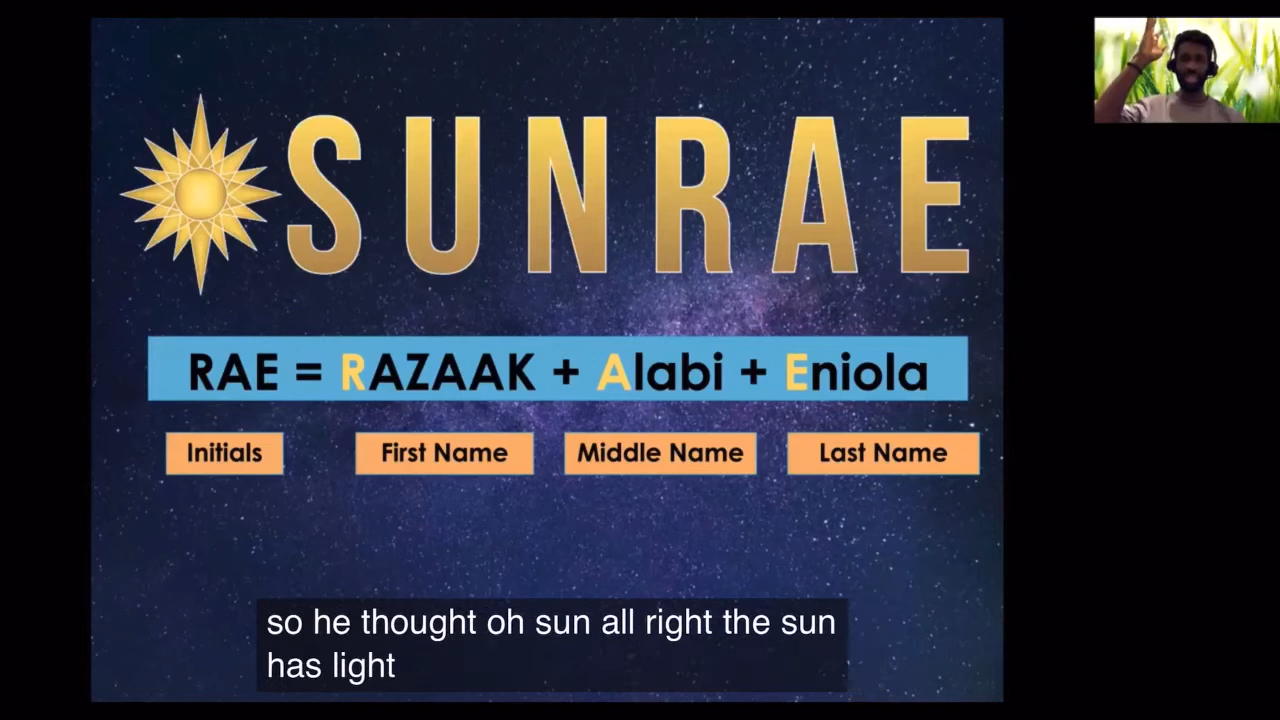 SUNRAE
RAE = RAZAAK + Alabi + Eniola
Initials First Name Middle Name Last Name
so he thought oh sun all right the sun
has light